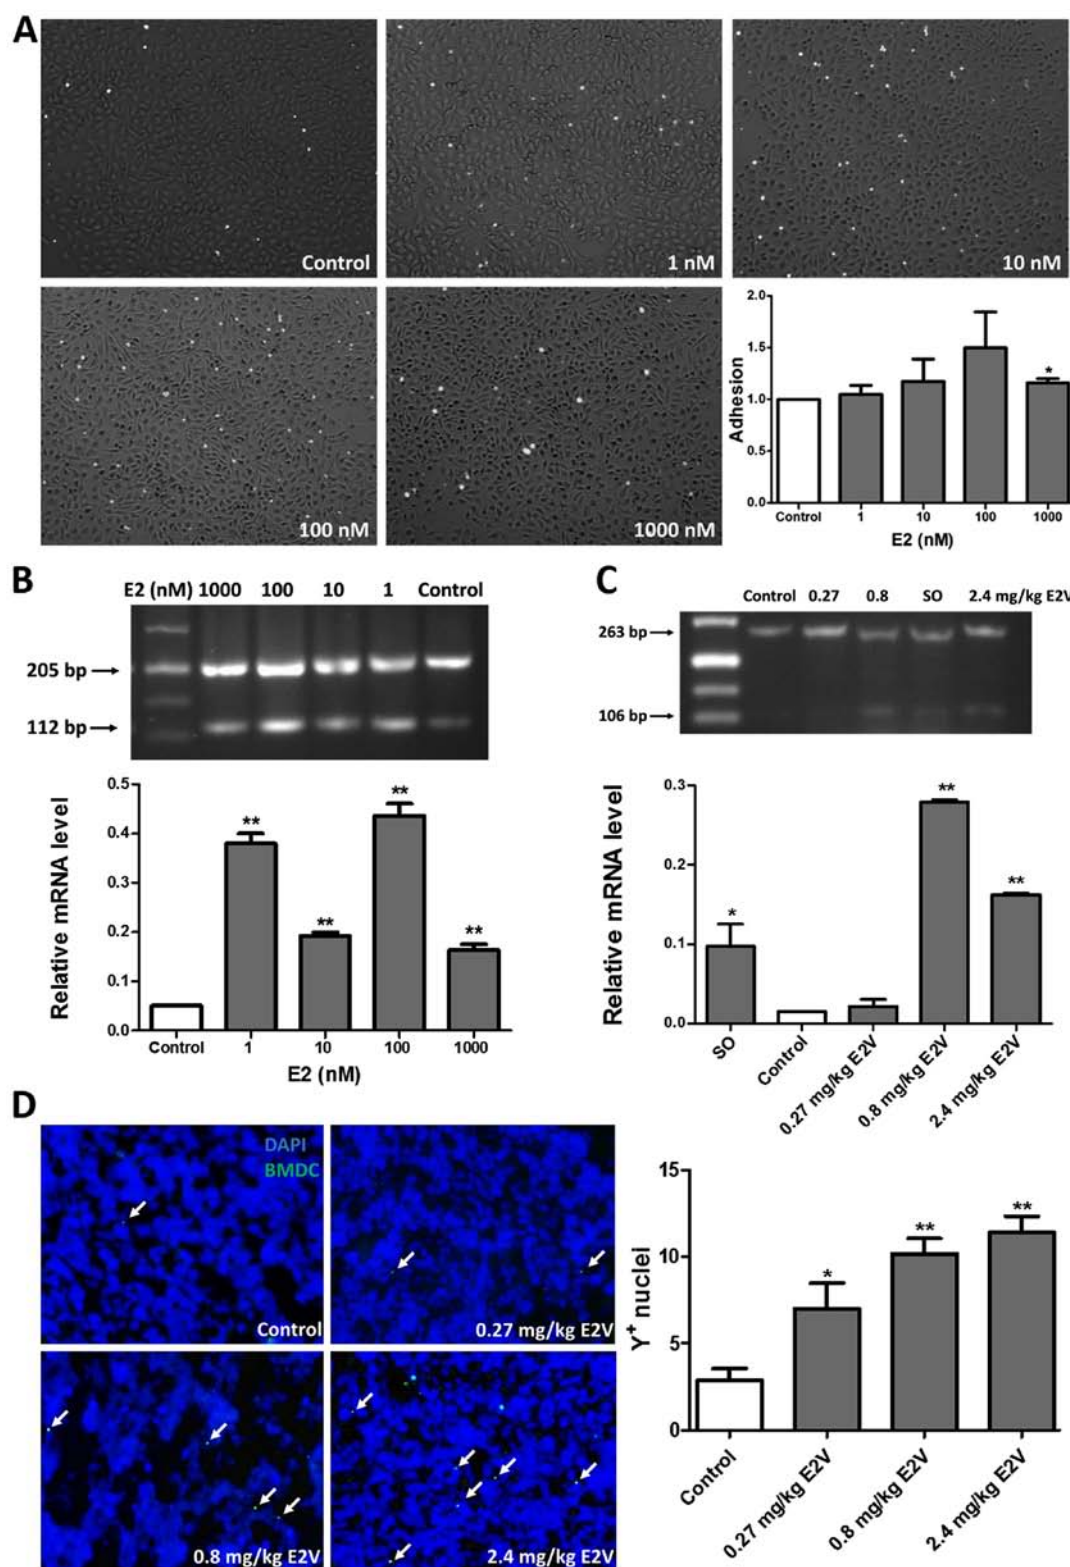 A
Control
1 nM
10 nM
100 nM
1000 nM
Adhesion
2.0
1.5
1.0
0.5
0.0
Control 1 10 100 1000
*
E2 (nM)
B
E2 (nM) 1000 100 10 1 Control
205 bp
112 bp
Relative mRNA level
0.5
0.4
0.3
0.2
0.1
0.0
** ** ** **
Control 1 10 100 1000
E2 (nM)
C
Control 0.27 0.8 SO 2.4 mg/kg E2V
263 bp
106 bp
Relative mRNA level
0.3
0.2
0.1
0.0
* ** **
SO
Control
0.27 mg/kg E2V
0.8 mg/kg E2V
2.4 mg/kg E2V
D
DAPI
BMDC
Control
0.27 mg/kg E2V
0.8 mg/kg E2V
2.4 mg/kg E2V
Y⁺ nuclei
15
10
5
0
* ** **
Control
0.27 mg/kg E2V
0.8 mg/kg E2V
2.4 mg/kg E2V